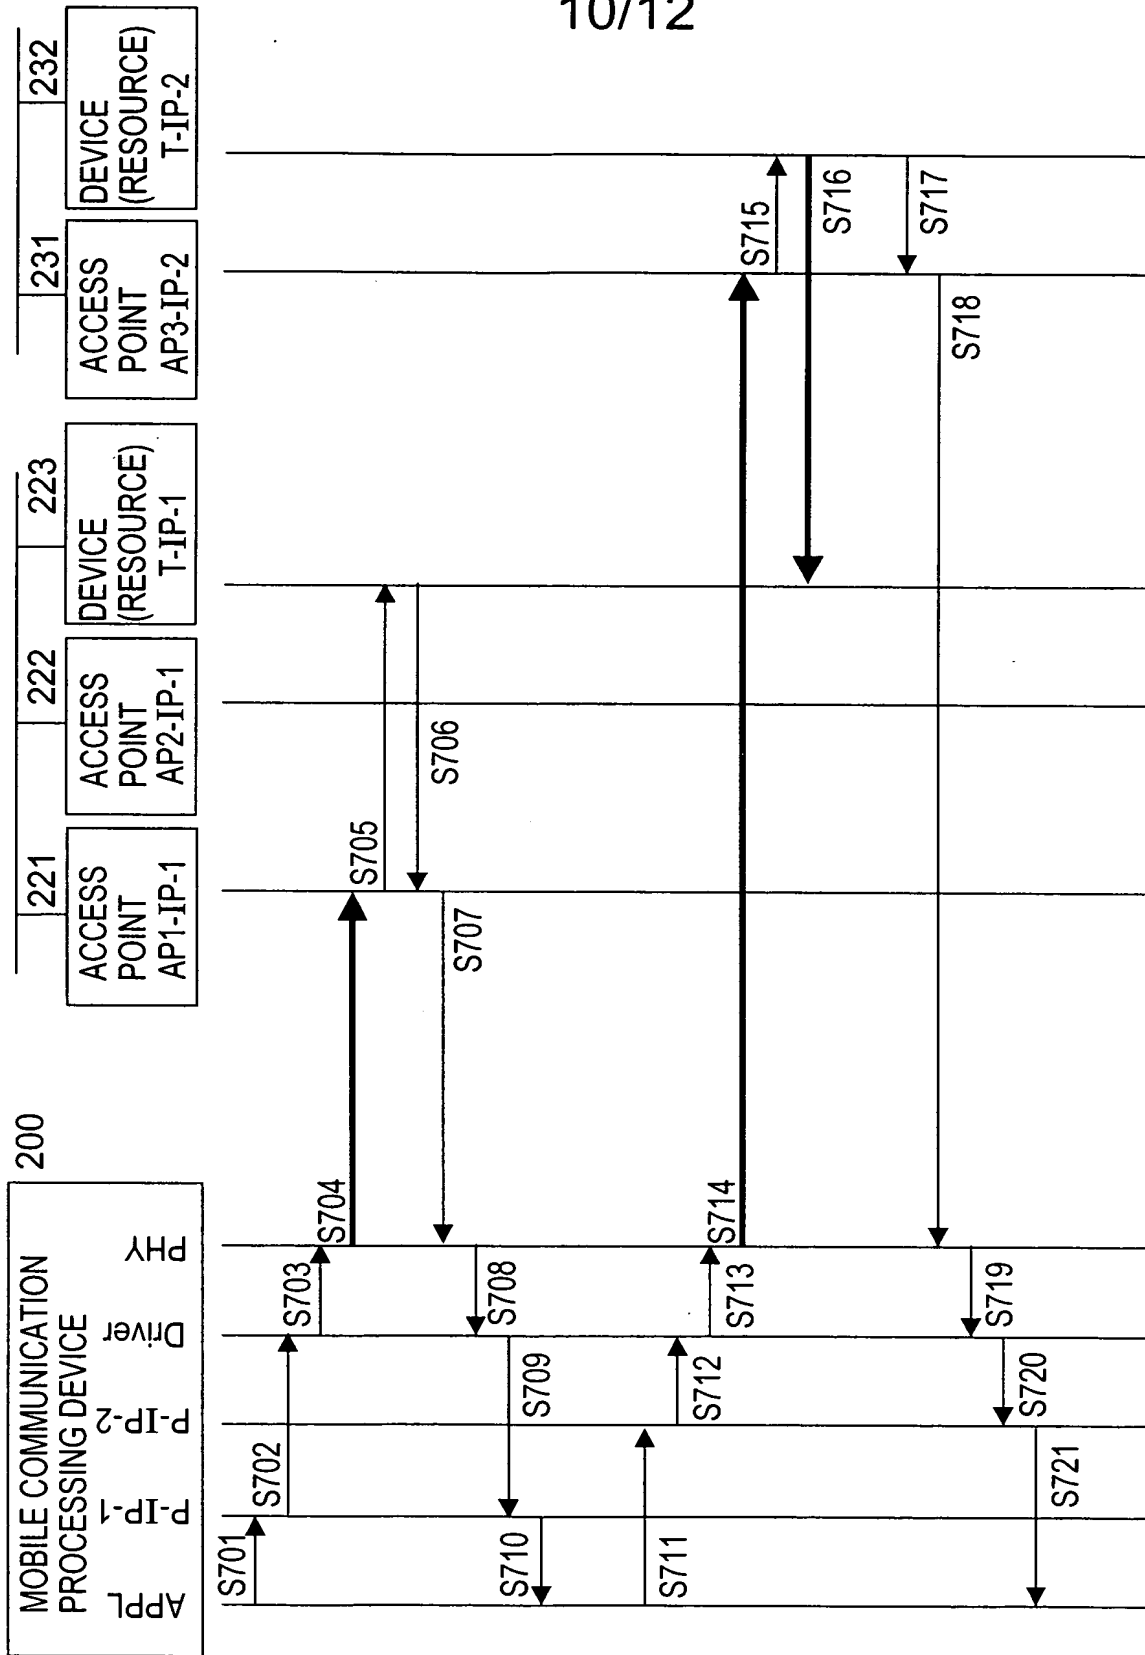 10/12
MOBILE COMMUNICATION
PROCESSING DEVICE
200
APPL
P-IP-1
P-IP-2
Driver
PHY
221
ACCESS
POINT
AP1-IP-1
222
ACCESS
POINT
AP2-IP-1
223
DEVICE
(RESOURCE)
T-IP-1
231
ACCESS
POINT
AP3-IP-2
232
DEVICE
(RESOURCE)
T-IP-2
S701
S702
S703
S704
S705
S706
S707
S708
S709
S710
S711
S712
S713
S714
S715
S716
S717
S718
S719
S720
S721